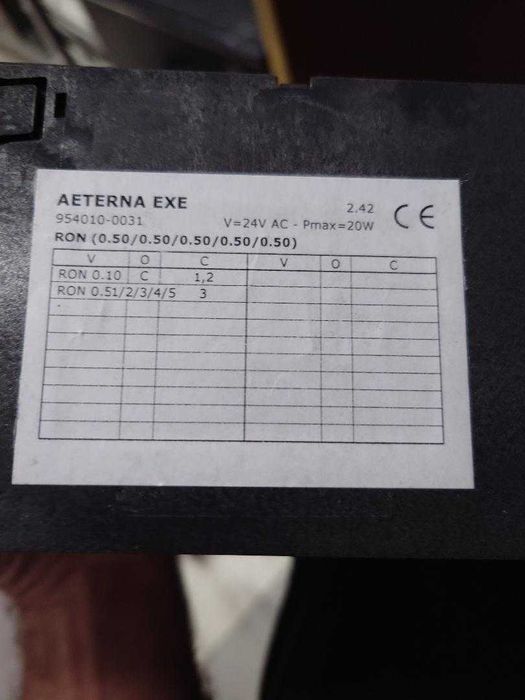 AETERNA EXE
2.42
CE
954010-0031
V=24V AC - Pmax=20W
RON (0.50/0.50/0.50/0.50/0.50)
V O C V O C
RON 0.10 C 1,2
RON 0.51/2/3/4/5 3